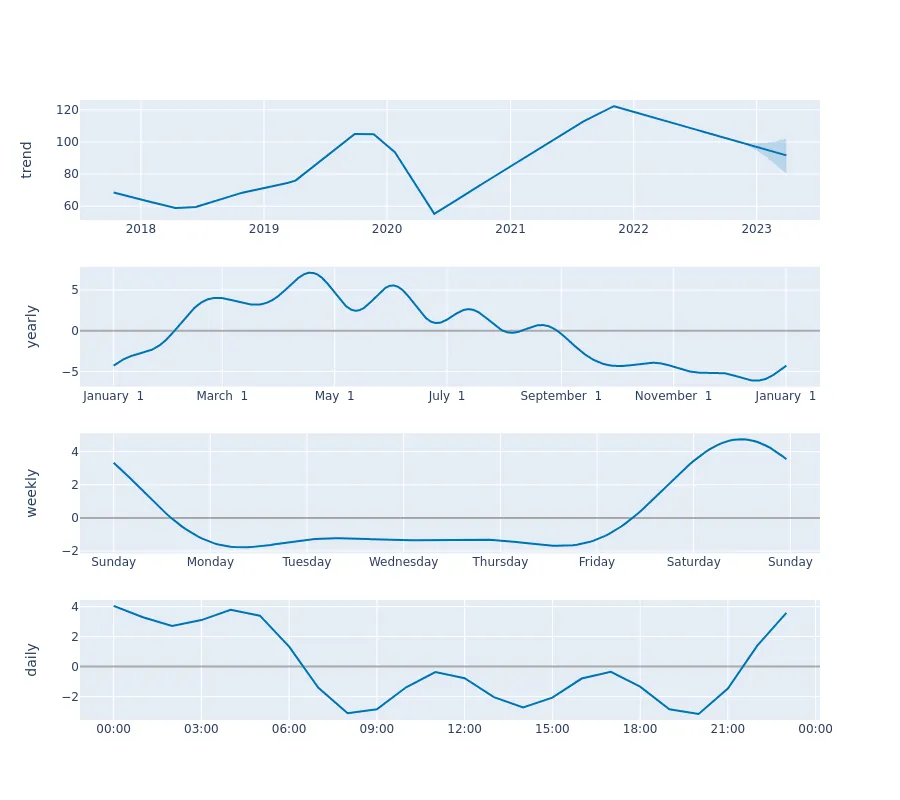 trend
120
100
80
60
2018 2019 2020 2021 2022 2023
yearly
5
0
−5
January 1 March 1 May 1 July 1 September 1 November 1 January 1
weekly
4
2
0
−2
Sunday Monday Tuesday Wednesday Thursday Friday Saturday Sunday
daily
4
2
0
−2
00:00 03:00 06:00 09:00 12:00 15:00 18:00 21:00 00:00